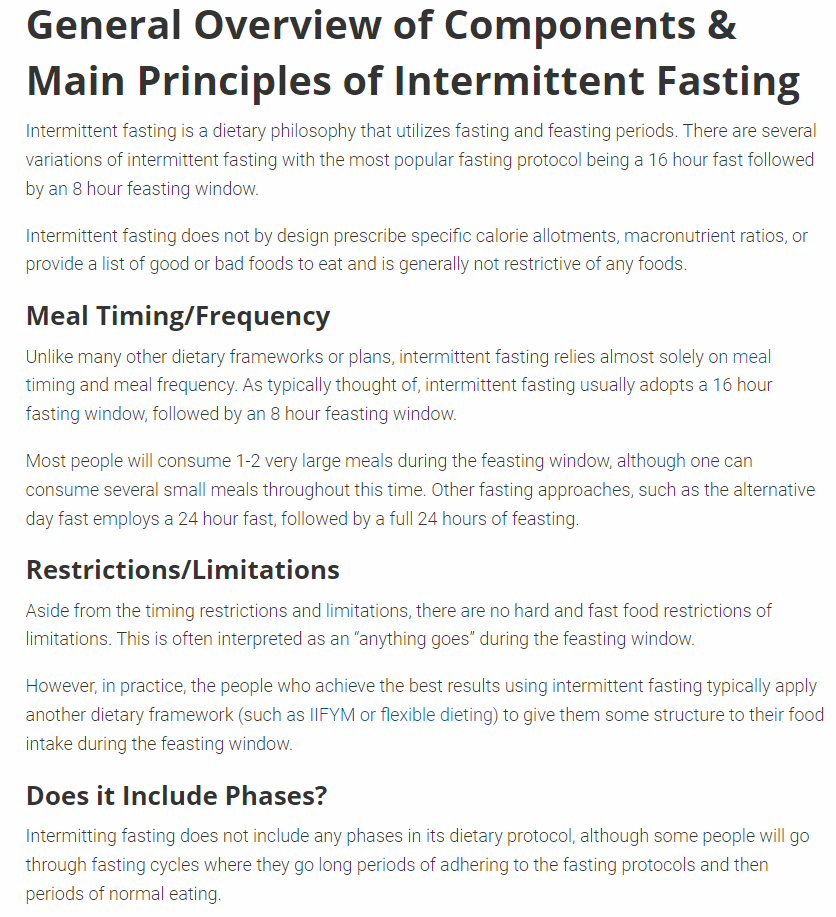 General Overview of Components &
Main Principles of Intermittent Fasting
Intermittent fasting is a dietary philosophy that utilizes fasting and feasting periods. There are several
variations of intermittent fasting with the most popular fasting protocol being a 16 hour fast followed
by an 8 hour feasting window.
Intermittent fasting does not by design prescribe specific calorie allotments, macronutrient ratios, or
provide a list of good or bad foods to eat and is generally not restrictive of any foods.
Meal Timing/Frequency
Unlike many other dietary frameworks or plans, intermittent fasting relies almost solely on meal
timing and meal frequency. As typically thought of, intermittent fasting usually adopts a 16 hour
fasting window, followed by an 8 hour feasting window.
Most people will consume 1-2 very large meals during the feasting window, although one can
consume several small meals throughout this time. Other fasting approaches, such as the alternative
day fast employs a 24 hour fast, followed by a full 24 hours of feasting.
Restrictions/Limitations
Aside from the timing restrictions and limitations, there are no hard and fast food restrictions of
limitations. This is often interpreted as an “anything goes” during the feasting window.
However, in practice, the people who achieve the best results using intermittent fasting typically apply
another dietary framework (such as IIFYM or flexible dieting) to give them some structure to their food
intake during the feasting window.
Does it Include Phases?
Intermitting fasting does not include any phases in its dietary protocol, although some people will go
through fasting cycles where they go long periods of adhering to the fasting protocols and then
periods of normal eating.